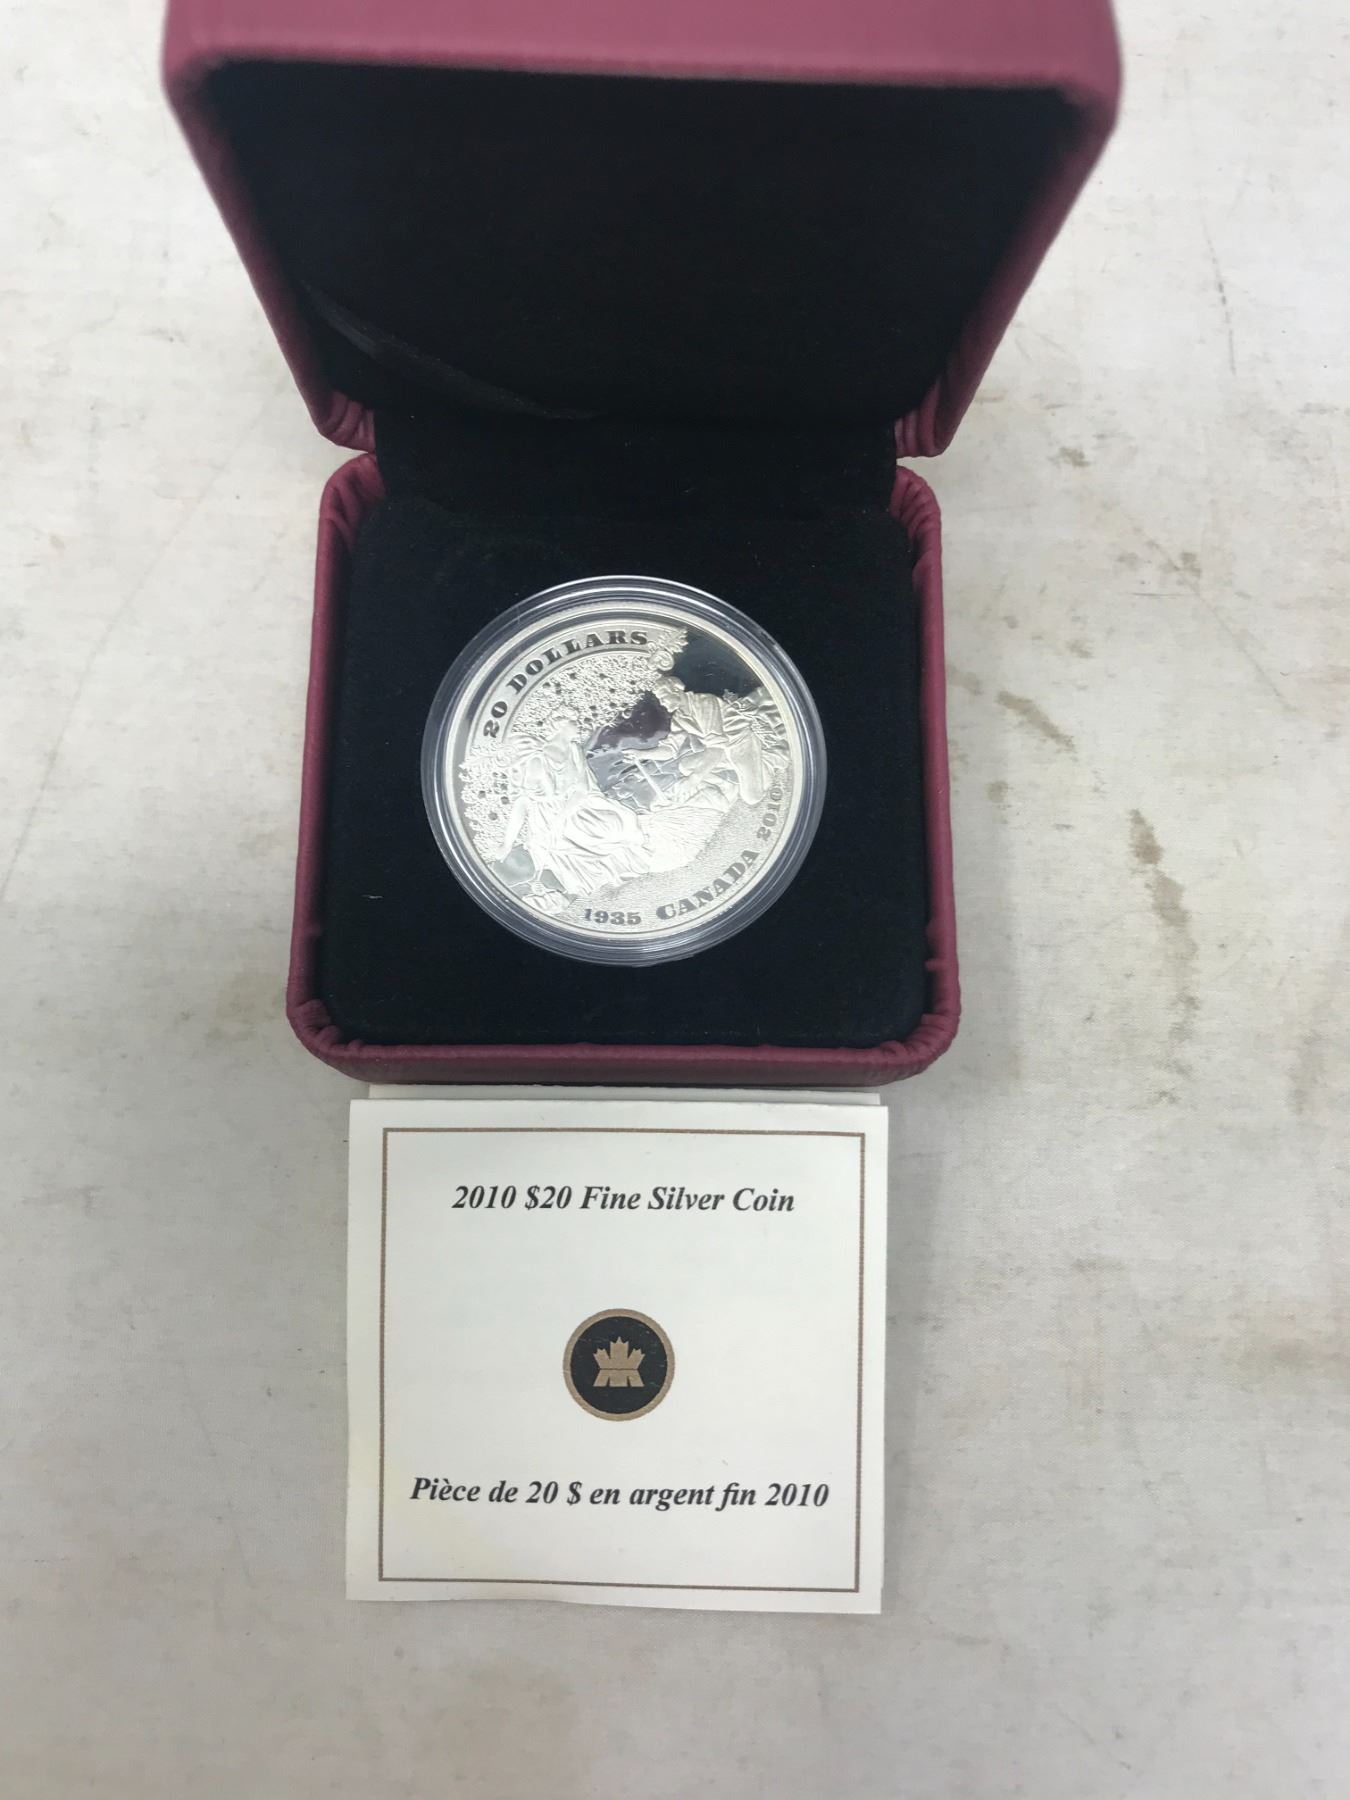 20 DOLLARS
1935 CANADA 2010
2010 $20 Fine Silver Coin
Pièce de 20 $ en argent fin 2010